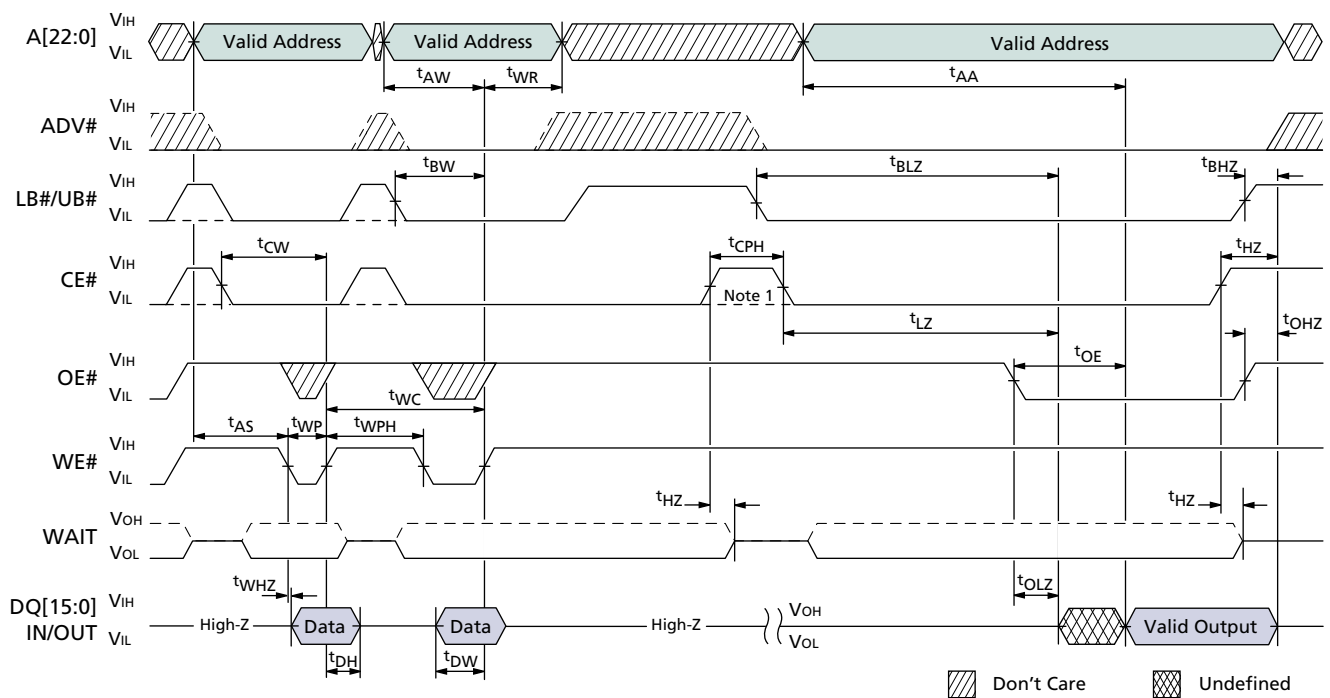 A[22:0] VIH VIL Valid Address Valid Address Valid Address
tAW tWR tAA
ADV# VIH VIL
tBW tBLZ tBHZ
LB#/UB# VIH VIL
tCW tCPH tHZ
CE# VIH VIL Note 1
tLZ tOHZ
OE# VIH VIL tOE
tWC
tAS tWP tWPH
WE# VIH VIL
tHZ tHZ
WAIT VOH VOL
tWHZ tOLZ
DQ[15:0] IN/OUT VIH VIL High-Z Data Data High-Z VOH VOL Valid Output
tDH tDW
Don't Care Undefined